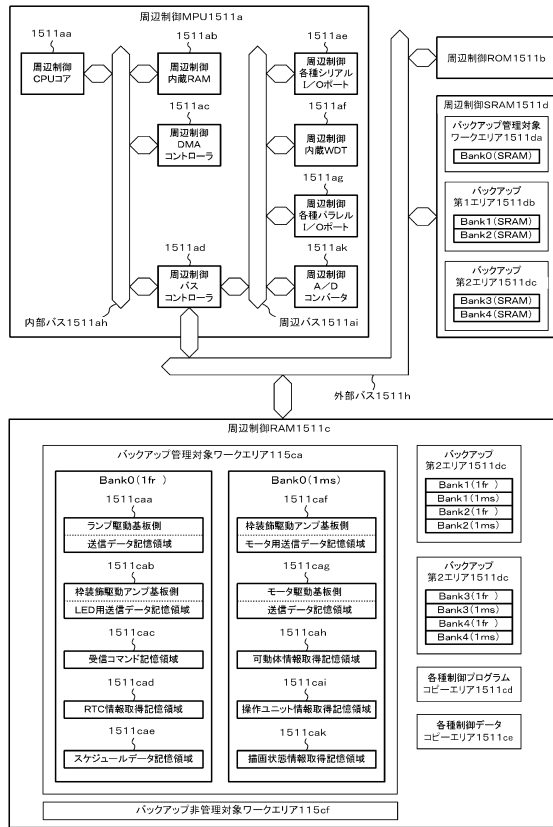 周辺制御MPU1511a
1511aa
周辺制御
CPUコア
1511ab
周辺制御
内蔵RAM
1511ac
周辺制御
DMA
コントローラ
1511ad
周辺制御
バス
コントローラ
1511ae
周辺制御
各種シリアル
I/Oポート
1511af
周辺制御
内蔵WDT
1511ag
周辺制御
各種パラレル
I/Oポート
1511ak
周辺制御
A/D
コンバータ
内部バス1511ah
周辺バス1511ai
周辺制御ROM1511b
周辺制御SRAM1511d
バックアップ管理対象
ワークエリア1511da
Bank0(SRAM)
バックアップ
第1エリア1511db
Bank1(SRAM)
Bank2(SRAM)
バックアップ
第2エリア1511dc
Bank3(SRAM)
Bank4(SRAM)
外部バス1511h
周辺制御RAM1511c
バックアップ管理対象ワークエリア115ca
Bank0(1fr)
1511caa
ランプ駆動基板側
送信データ記憶領域
1511cab
枠装飾駆動アンプ基板側
LED用送信データ記憶領域
1511cac
受信コマンド記憶領域
1511cad
RTC情報取得記憶領域
1511cae
スケジュールデータ記憶領域
Bank0(1ms)
1511caf
枠装飾駆動アンプ基板側
モータ用送信データ記憶領域
1511cag
モータ駆動基板側
送信データ記憶領域
1511cah
可動体情報取得記憶領域
1511cai
操作ユニット情報取得記憶領域
1511cak
描画状態情報取得記憶領域
バックアップ
第2エリア1511dc
Bank1(1fr )
Bank1(1ms)
Bank2(1fr )
Bank2(1ms)
バックアップ
第2エリア1511dc
Bank3(1fr )
Bank3(1ms)
Bank4(1fr )
Bank4(1ms)
各種制御プログラム
コピーエリア1511cd
各種制御データ
コピーエリア1511ce
バックアップ非管理対象ワークエリア115cf